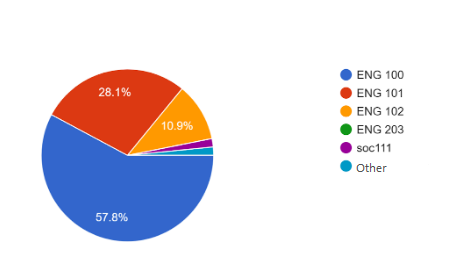 28.1%
10.9%
57.8%
ENG 100
ENG 101
ENG 102
ENG 203
soc111
Other